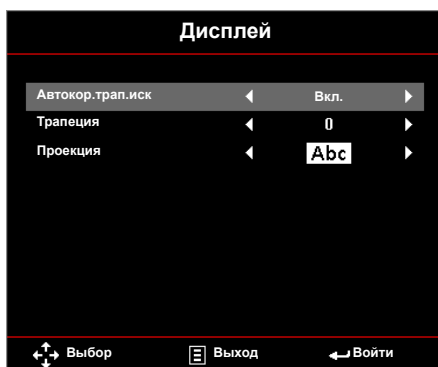 Дисплей
Автокор.трап.иск Вкл.
Трапеция 0
Проекция Abc
Выбор Выход Войти